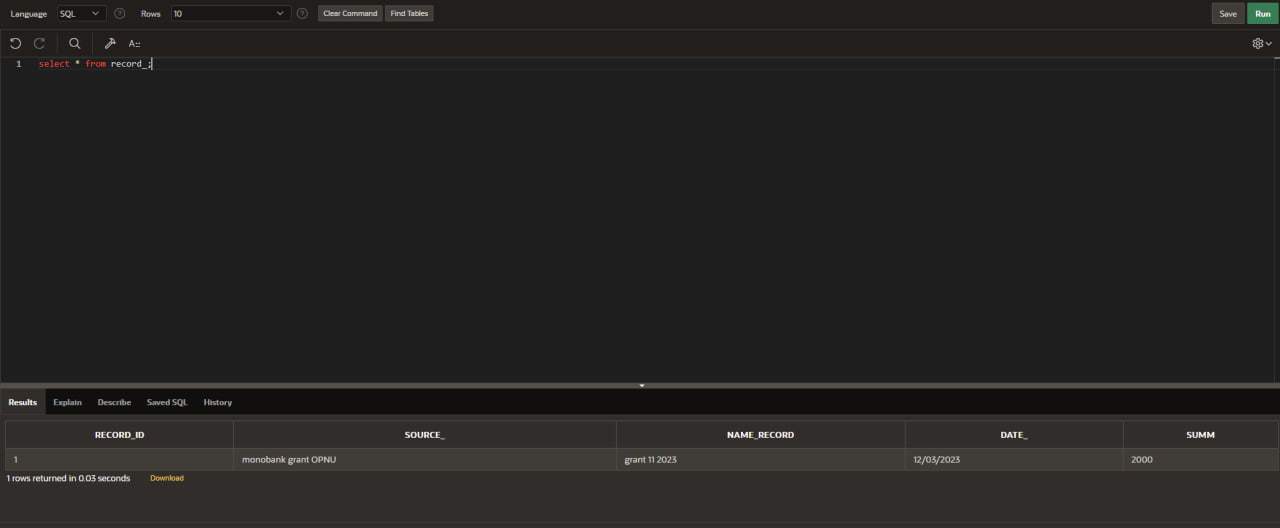 Language SQL ? Rows 10 ? Clear Command Find Tables Save Run
A::
1 select * from record_;
Results Explain Describe Saved SQL History
RECORD_ID SOURCE_ NAME_RECORD DATE_ SUMM
1 monobank grant OPNU grant 11 2023 12/03/2023 2000
1 rows returned in 0.03 seconds Download